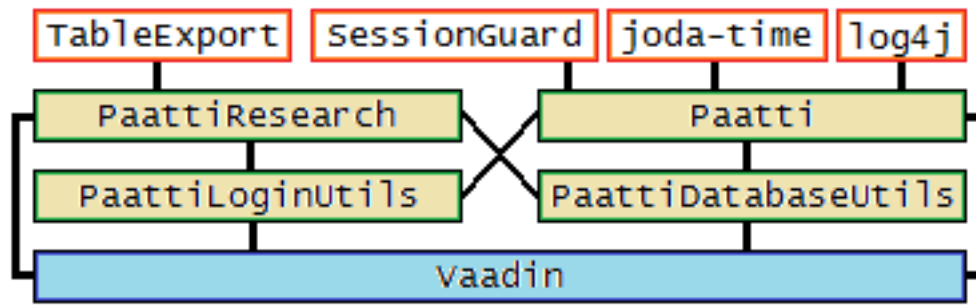 TableExport SessionGuard joda-time log4j
PaattiResearch Paatti
PaattiLoginUtils PaattiDatabaseUtils
Vaadin